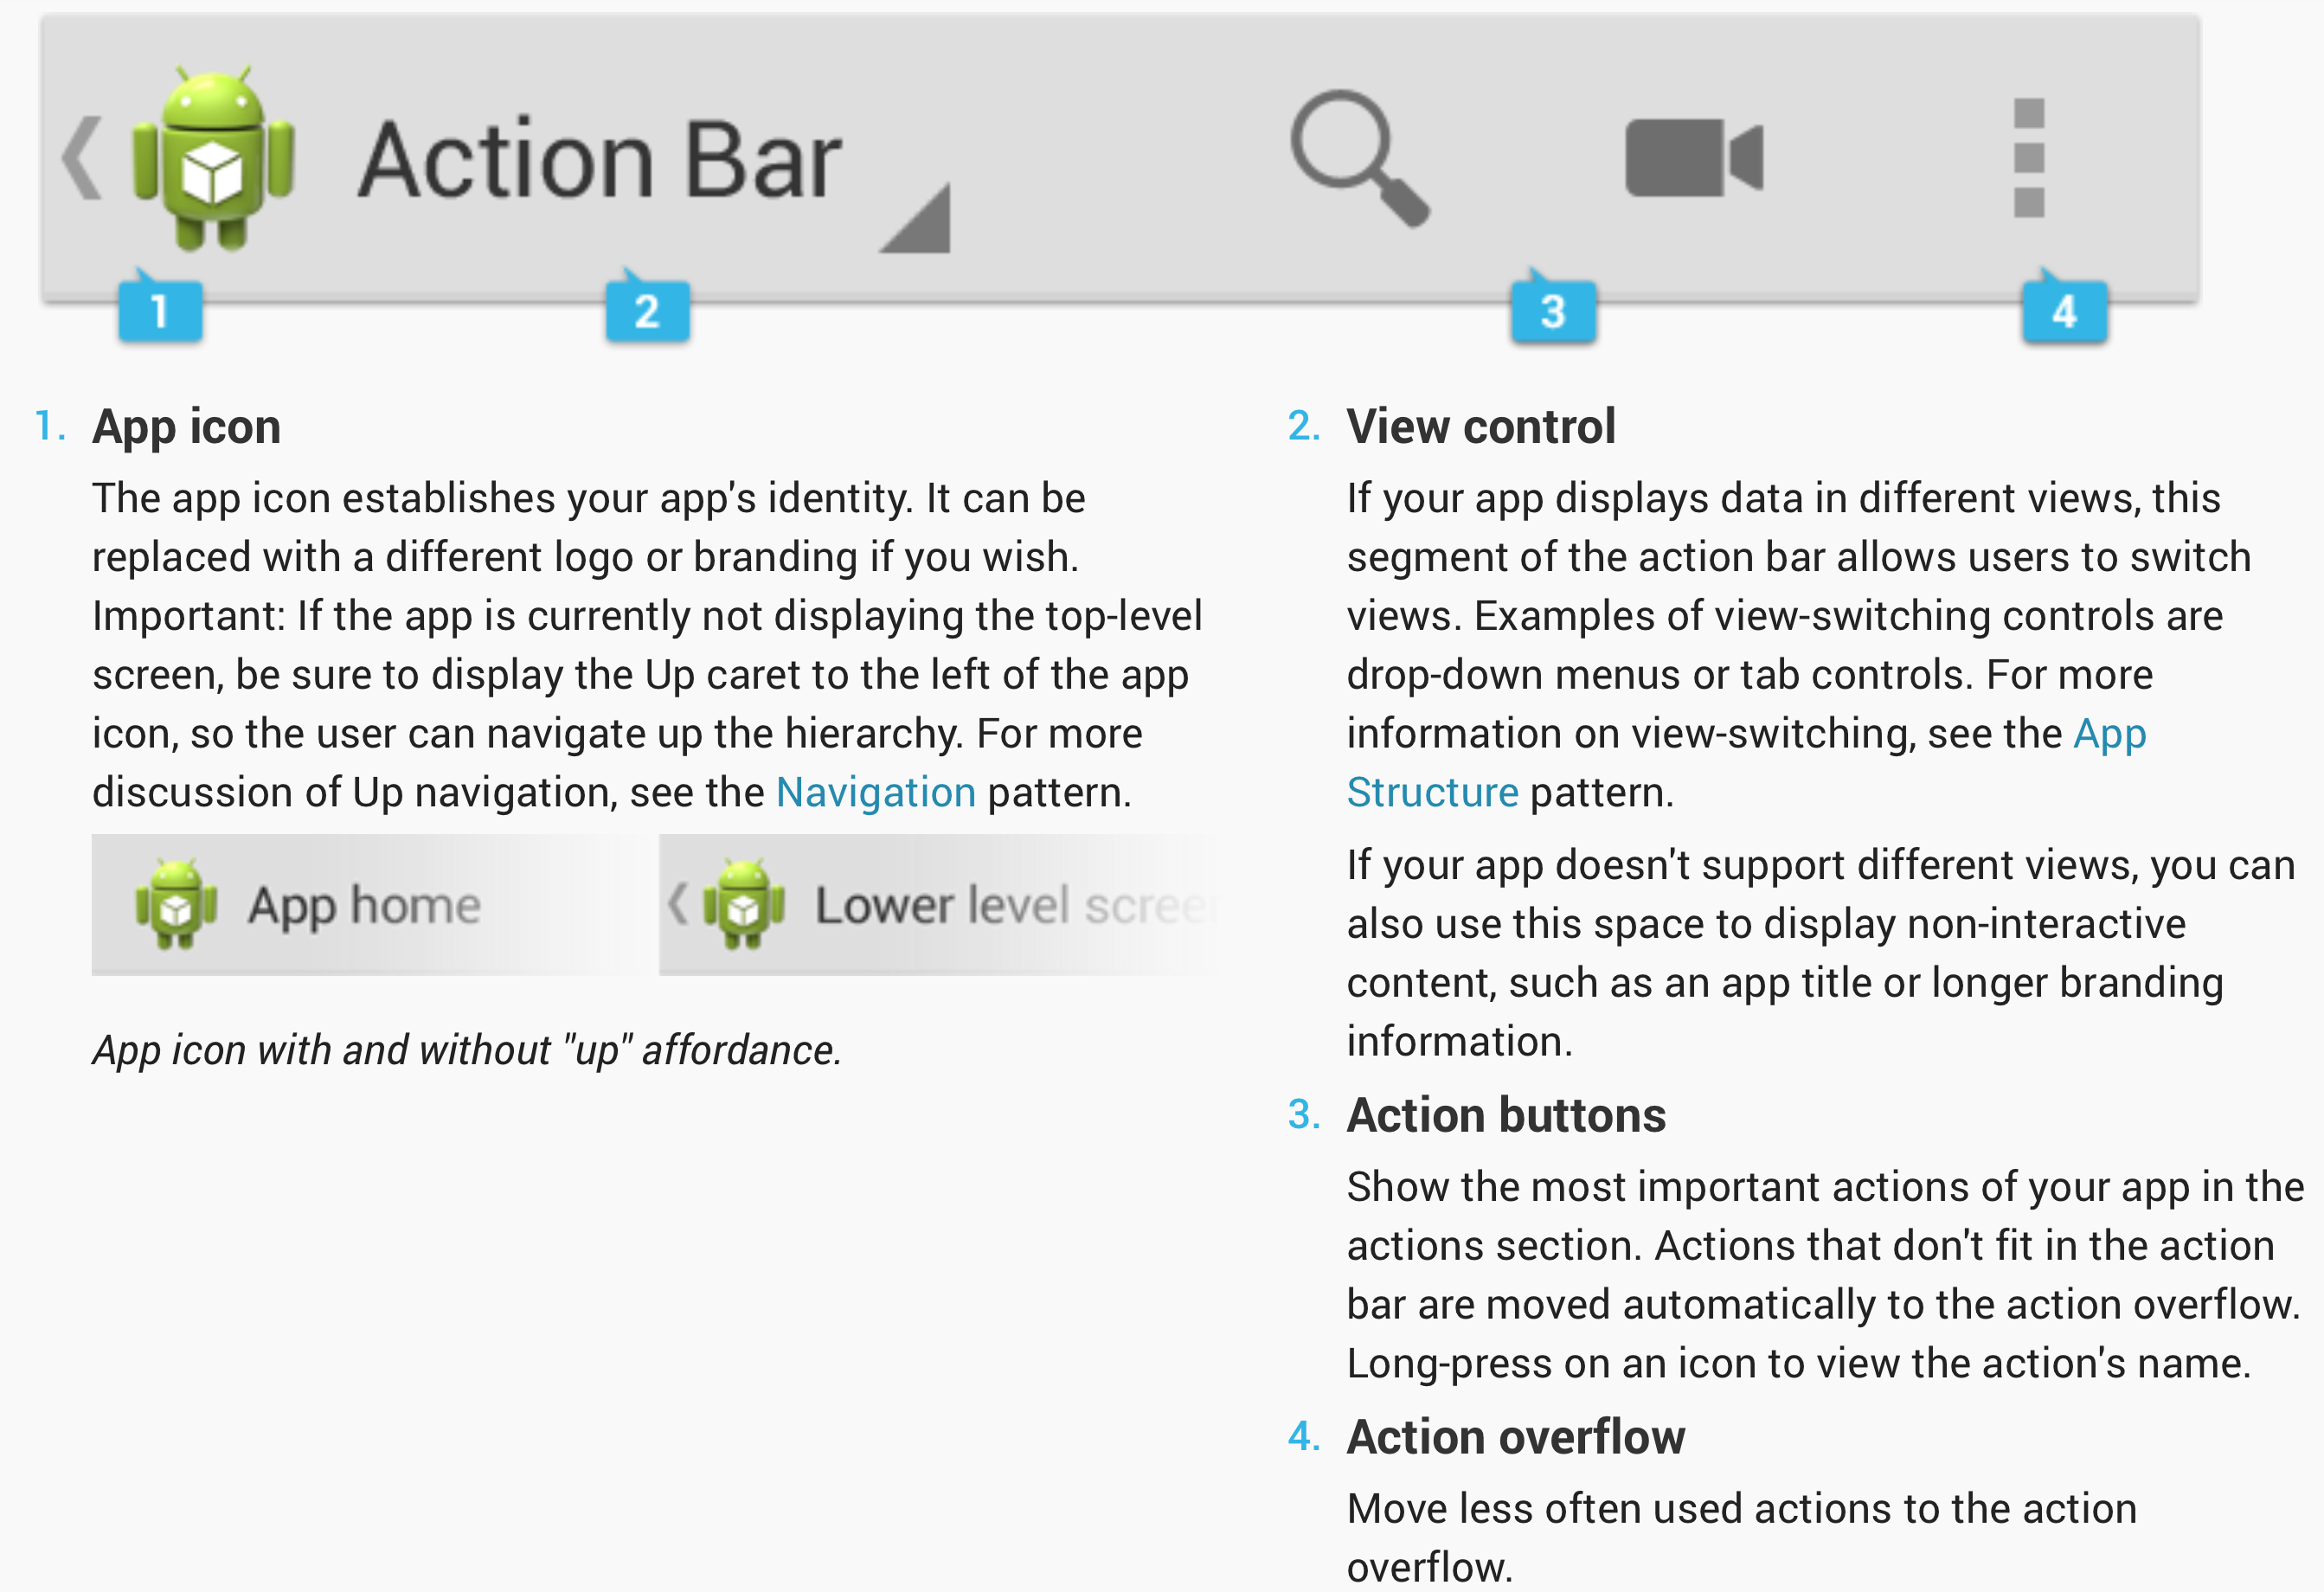 Action Bar
1
2
3
4
1. App icon
The app icon establishes your app's identity. It can be
replaced with a different logo or branding if you wish.
Important: If the app is currently not displaying the top-level
screen, be sure to display the Up caret to the left of the app
icon, so the user can navigate up the hierarchy. For more
discussion of Up navigation, see the Navigation pattern.
App home
Lower level screen
App icon with and without "up" affordance.
2. View control
If your app displays data in different views, this
segment of the action bar allows users to switch
views. Examples of view-switching controls are
drop-down menus or tab controls. For more
information on view-switching, see the App
Structure pattern.
If your app doesn't support different views, you can
also use this space to display non-interactive
content, such as an app title or longer branding
information.
3. Action buttons
Show the most important actions of your app in the
actions section. Actions that don't fit in the action
bar are moved automatically to the action overflow.
Long-press on an icon to view the action's name.
4. Action overflow
Move less often used actions to the action
overflow.